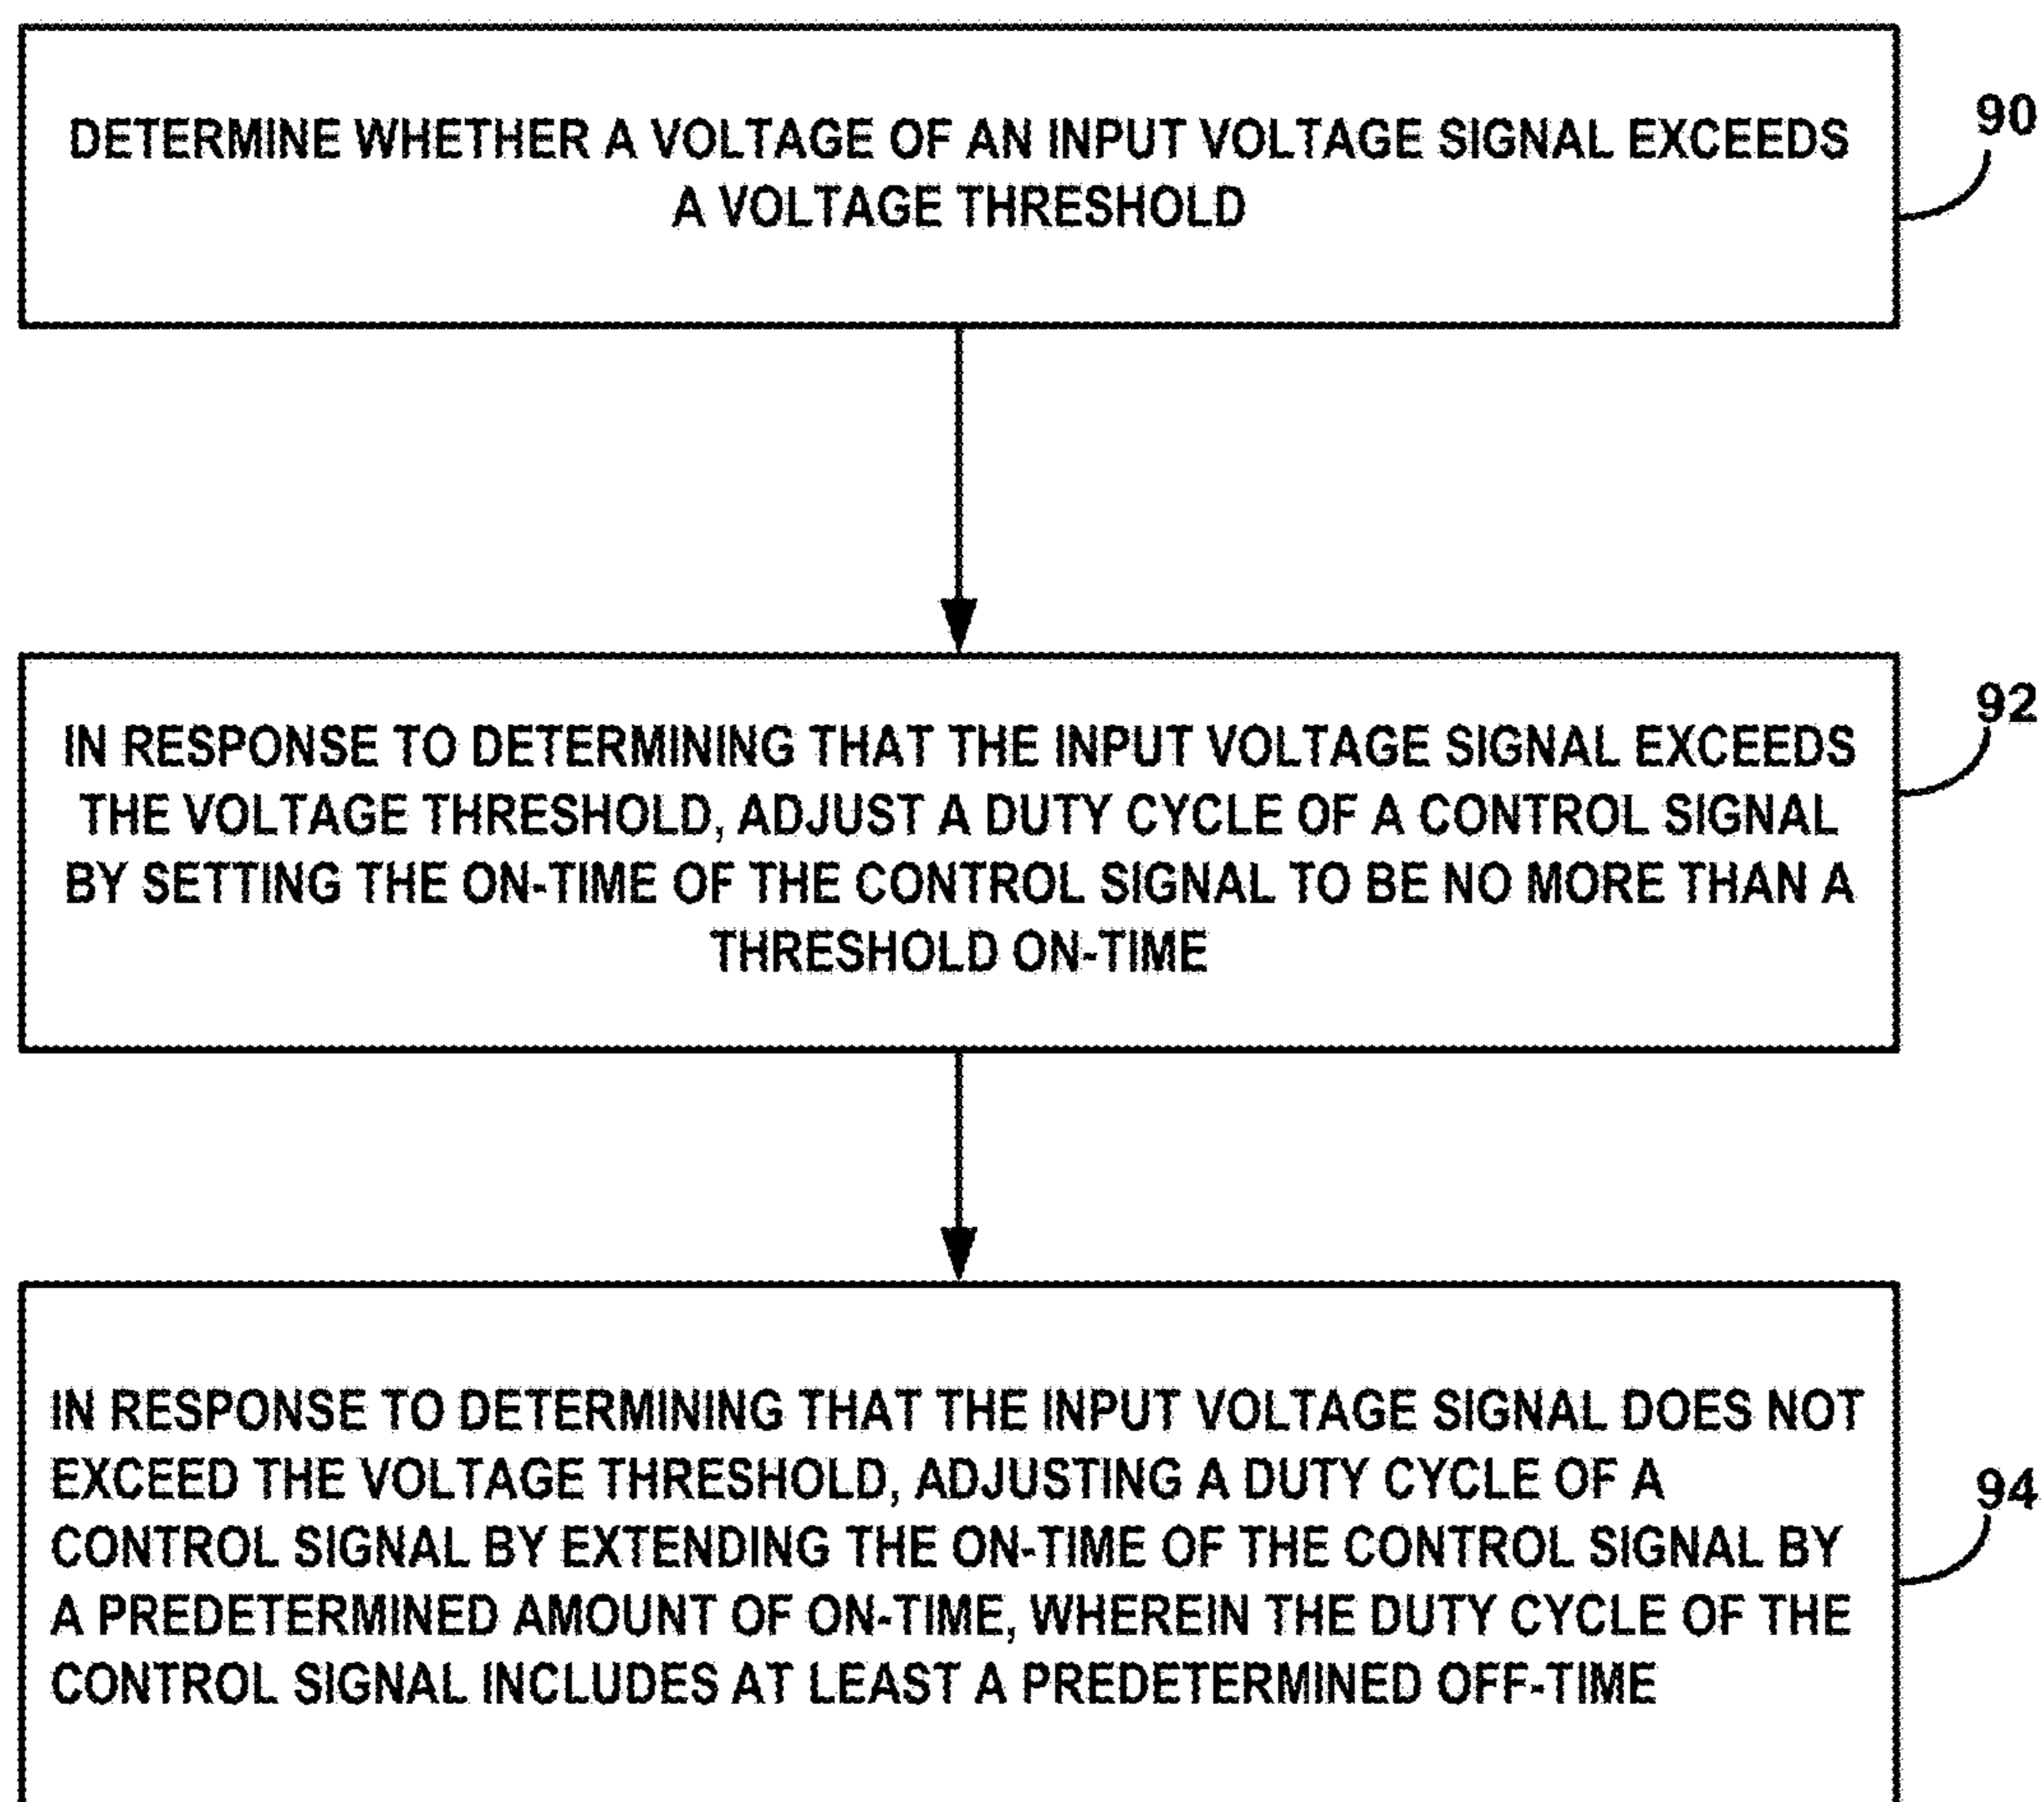 DETERMINE WHETHER A VOLTAGE OF AN INPUT VOLTAGE SIGNAL EXCEEDS
A VOLTAGE THRESHOLD
90
IN RESPONSE TO DETERMINING THAT THE INPUT VOLTAGE SIGNAL EXCEEDS
THE VOLTAGE THRESHOLD, ADJUST A DUTY CYCLE OF A CONTROL SIGNAL
BY SETTING THE ON-TIME OF THE CONTROL SIGNAL TO BE NO MORE THAN A
THRESHOLD ON-TIME
92
IN RESPONSE TO DETERMINING THAT THE INPUT VOLTAGE SIGNAL DOES NOT
EXCEED THE VOLTAGE THRESHOLD, ADJUSTING A DUTY CYCLE OF A
CONTROL SIGNAL BY EXTENDING THE ON-TIME OF THE CONTROL SIGNAL BY
A PREDETERMINED AMOUNT OF ON-TIME, WHEREIN THE DUTY CYCLE OF THE
CONTROL SIGNAL INCLUDES AT LEAST A PREDETERMINED OFF-TIME
94